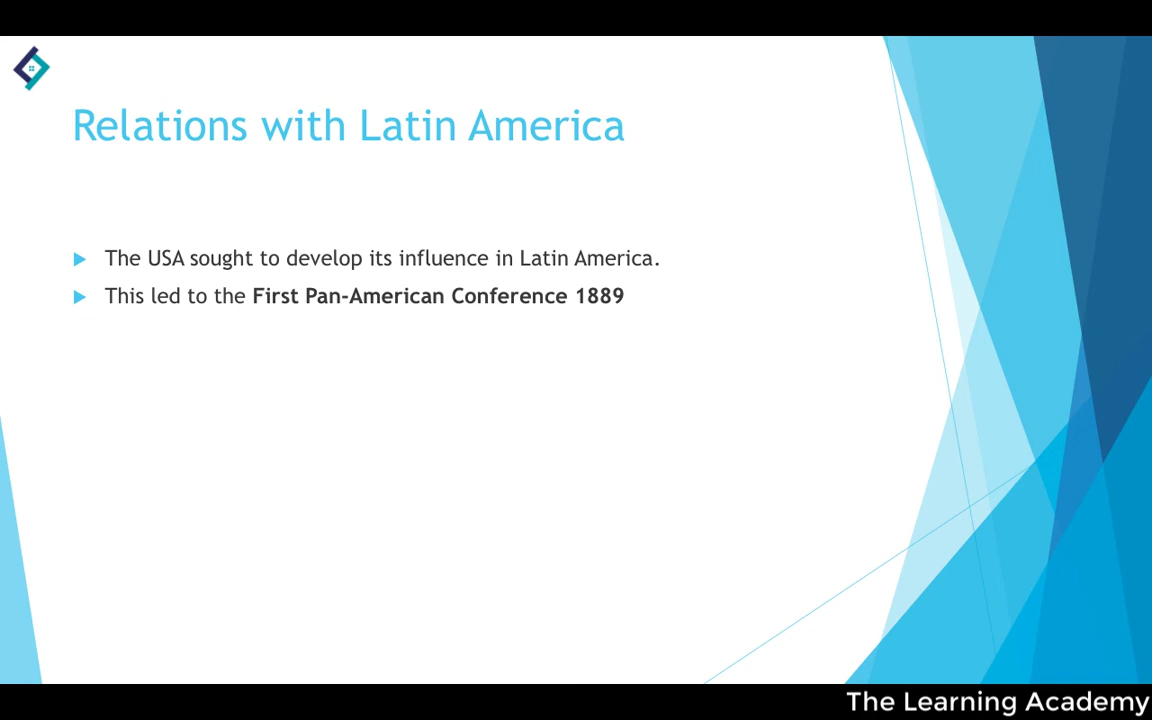 Relations with Latin America
The USA sought to develop its influence in Latin America.
This led to the First Pan-American Conference 1889
The Learning Academy